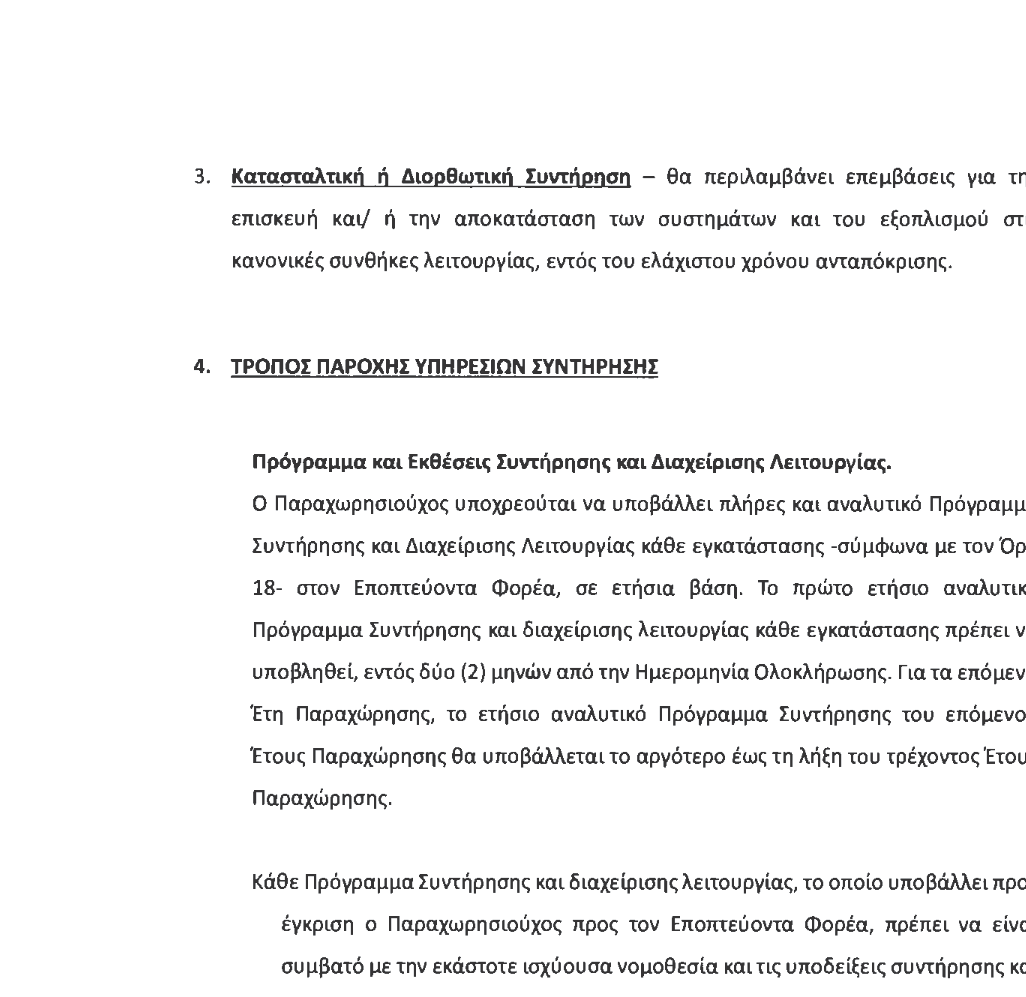 3. Κατασταλτική ή Διορθωτική Συντήρηση – θα περιλαμβάνει επεμβάσεις για
επισκευή και/ ή την αποκατάσταση των συστημάτων και του εξοπλισμού
κανονικές συνθήκες λειτουργίας, εντός του ελάχιστου χρόνου ανταπόκρισης.
4. ΤΡΟΠΟΣ ΠΑΡΟΧΗΣ ΥΠΗΡΕΣΙΩΝ ΣΥΝΤΗΡΗΣΗΣ
Πρόγραμμα και Εκθέσεις Συντήρησης και Διαχείρισης Λειτουργίας.
Ο Παραχωρησιούχος υποχρεούται να υποβάλλει πλήρες και αναλυτικό Πρόγραμμ
Συντήρησης και Διαχείρισης Λειτουργίας κάθε εγκατάστασης -σύμφωνα με τον Όρ
18- στον Εποπτεύοντα Φορέα, σε ετήσια βάση. Το πρώτο ετήσιο αναλυτικ
Πρόγραμμα Συντήρησης και διαχείρισης λειτουργίας κάθε εγκατάστασης πρέπει ν
υποβληθεί, εντός δύο (2) μηνών από την Ημερομηνία Ολοκλήρωσης. Για τα επόμεν
Έτη Παραχώρησης, το ετήσιο αναλυτικό Πρόγραμμα Συντήρησης του επόμενο
Έτους Παραχώρησης θα υποβάλλεται το αργότερο έως τη λήξη του τρέχοντος Έτου
Παραχώρησης.
Κάθε Πρόγραμμα Συντήρησης και διαχείρισης λειτουργίας, το οποίο υποβάλλει προ
έγκριση ο Παραχωρησιούχος προς τον Εποπτεύοντα Φορέα, πρέπει να είνα
συμβατό με την εκάστοτε ισχύουσα νομοθεσία και τις υποδείξεις συντήρησης κα